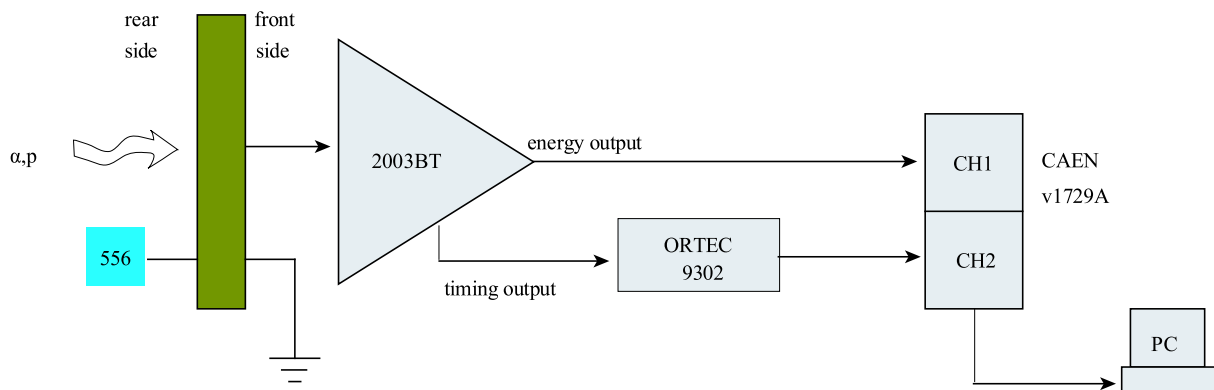 rear
side
front
side
α,p
2003BT
energy output
CH1
CAEN
v1729A
556
ORTEC
9302
CH2
timing output
PC